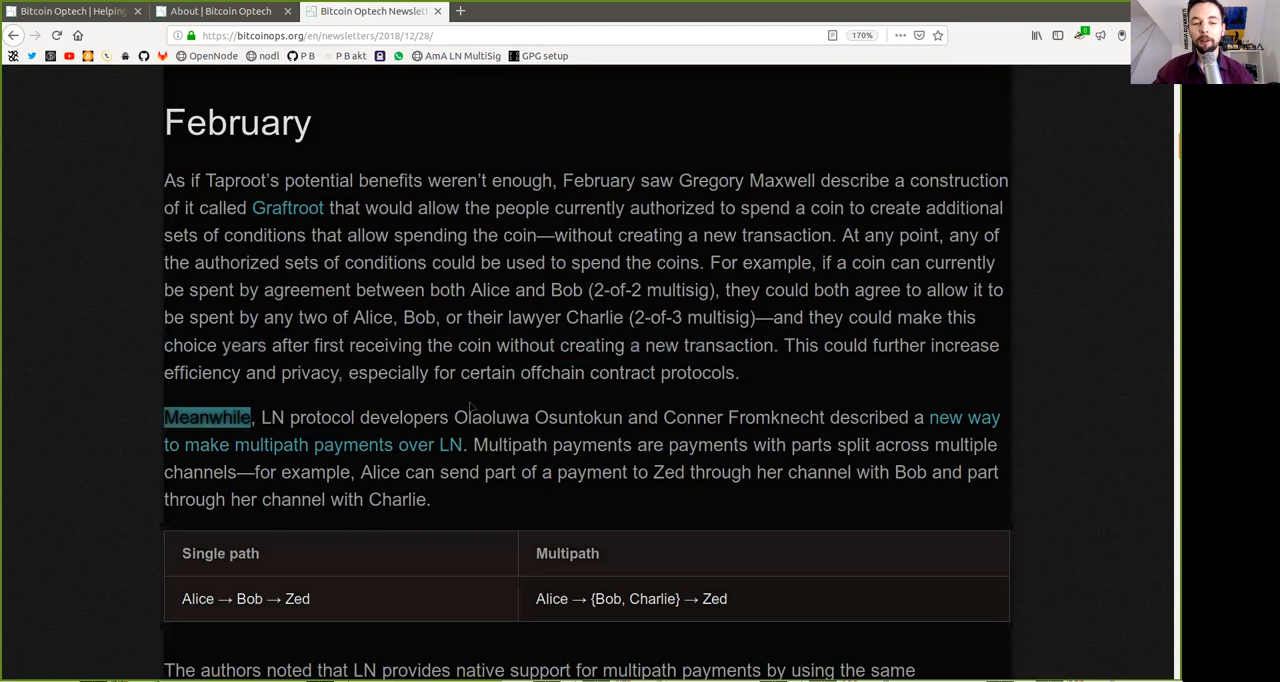 Bitcoin Optech | Helping
About | Bitcoin Optech
Bitcoin Optech Newslett
https://bitcoinops.org/en/newsletters/2018/12/28/
170%
0
OpenNode
nodl
P B
P B akt
AmA LN MultiSig
GPG setup
February
As if Taproot’s potential benefits weren’t enough, February saw Gregory Maxwell describe a construction
of it called Graftroot that would allow the people currently authorized to spend a coin to create additional
sets of conditions that allow spending the coin—without creating a new transaction. At any point, any of
the authorized sets of conditions could be used to spend the coins. For example, if a coin can currently
be spent by agreement between both Alice and Bob (2-of-2 multisig), they could both agree to allow it to
be spent by any two of Alice, Bob, or their lawyer Charlie (2-of-3 multisig)—and they could make this
choice years after first receiving the coin without creating a new transaction. This could further increase
efficiency and privacy, especially for certain offchain contract protocols.
Meanwhile, LN protocol developers Olaoluwa Osuntokun and Conner Fromknecht described a new way
to make multipath payments over LN. Multipath payments are payments with parts split across multiple
channels—for example, Alice can send part of a payment to Zed through her channel with Bob and part
through her channel with Charlie.
Single path
Multipath
Alice → Bob → Zed
Alice → {Bob, Charlie} → Zed
The authors noted that LN provides native support for multipath payments by using the same